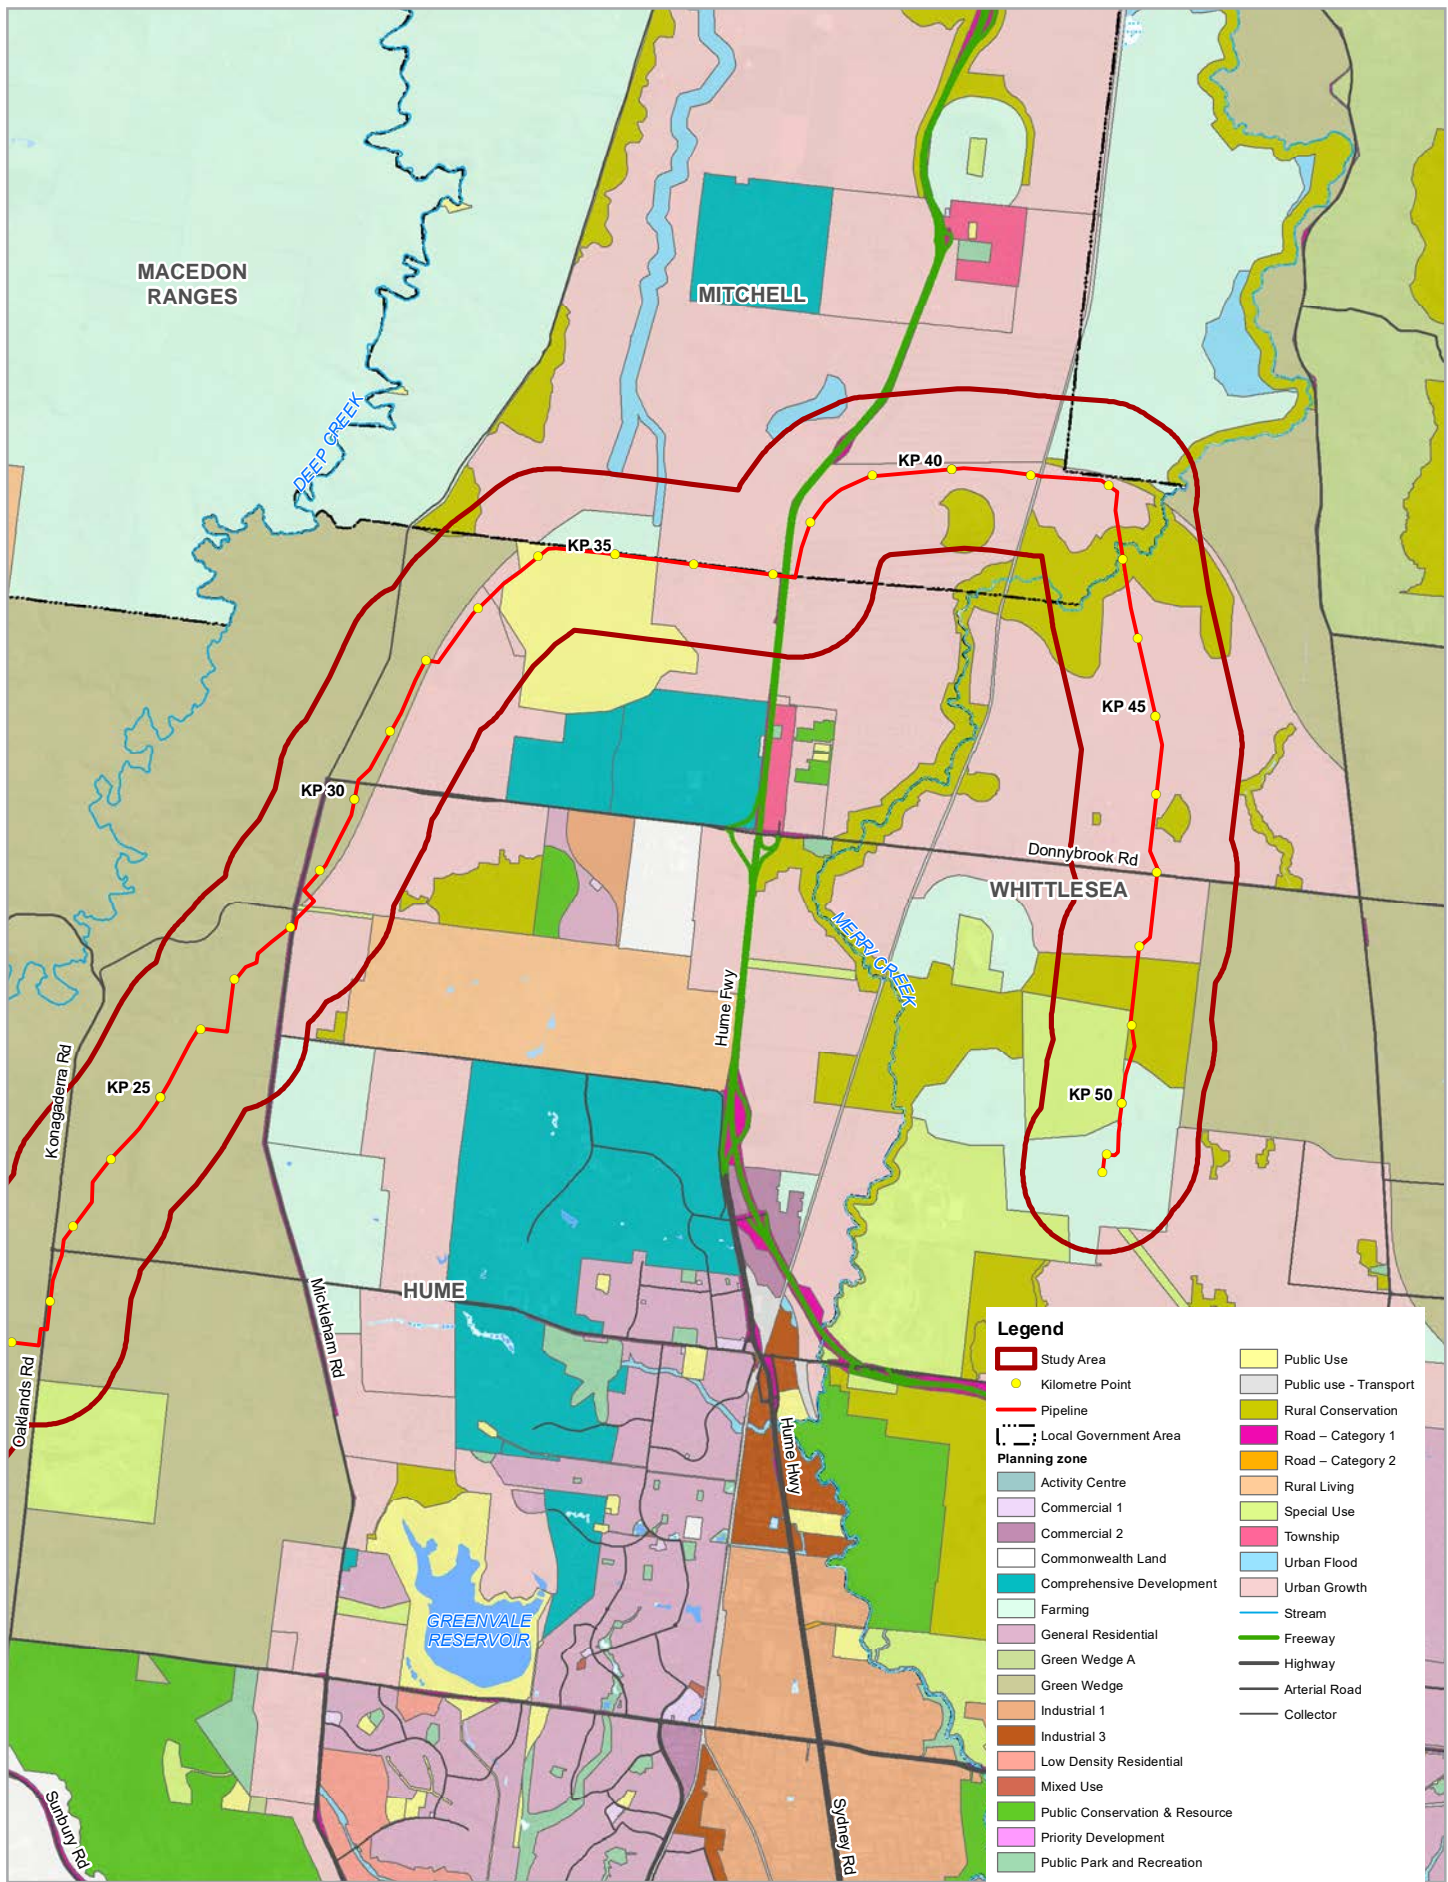 MACEDON
RANGES
MITCHELL
DEEP CREEK
KP 40
KP 35
KP 45
KP 30
Donnybrook Rd
WHITTLESEA
MERRI CREEK
Hume Fwy
Konagaderra Rd
KP 25
KP 50
HUME
Mickleham Rd
Oaklands Rd
Hume Hwy
GREENVALE
RESERVOIR
Sunbury Rd
Sydney Rd
Legend
Study Area
Kilometre Point
Pipeline
Local Government Area
Planning zone
Activity Centre
Commercial 1
Commercial 2
Commonwealth Land
Comprehensive Development
Farming
General Residential
Green Wedge A
Green Wedge
Industrial 1
Industrial 3
Low Density Residential
Mixed Use
Public Conservation & Resource
Priority Development
Public Park and Recreation
Public Use
Public use - Transport
Rural Conservation
Road – Category 1
Road – Category 2
Rural Living
Special Use
Township
Urban Flood
Urban Growth
Stream
Freeway
Highway
Arterial Road
Collector